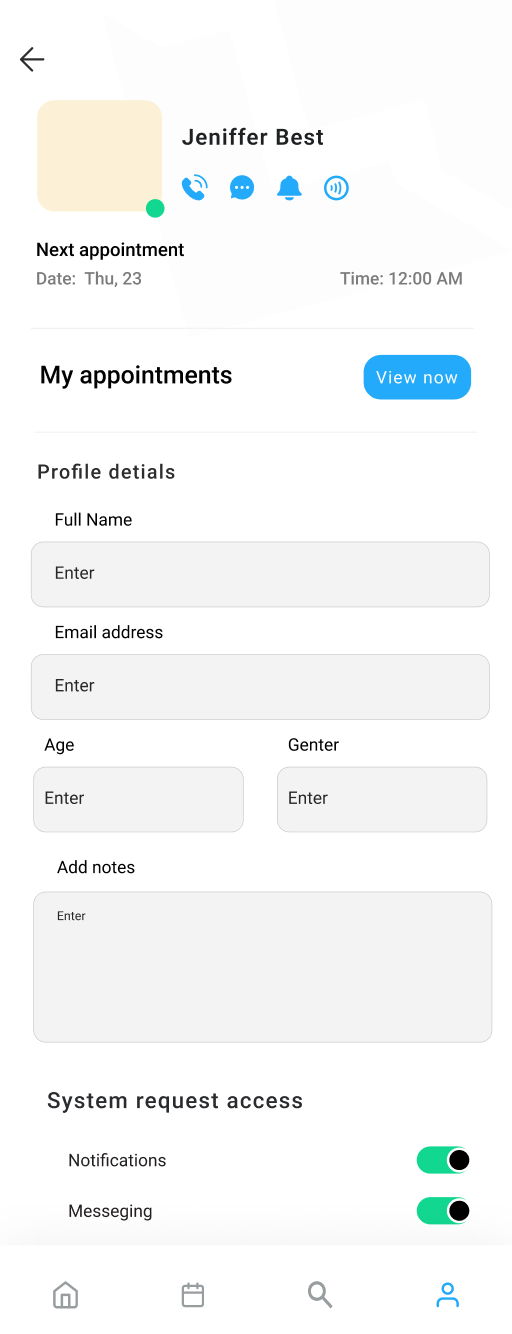 Jeniffer Best
Next appointment
Date: Thu, 23 Time: 12:00 AM
My appointments View now
Profile detials
Full Name
Enter
Email address
Enter
Age Genter
Enter Enter
Add notes
Enter
System request access
Notifications
Messeging